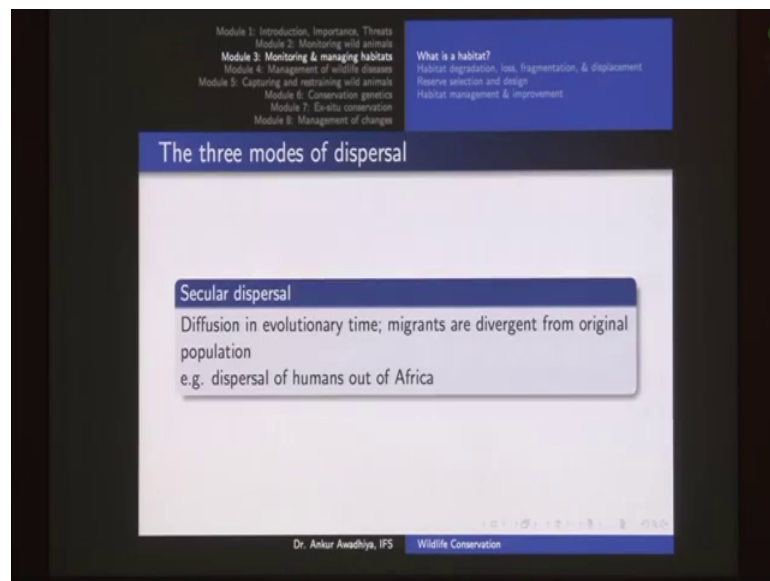 Module 1: Introduction, Importance, Threats
Module 2: Monitoring wild animals
Module 3: Monitoring & managing habitats
Module 4: Management of wildlife diseases
Module 5: Capturing and restraining wild animals
Module 6: Conservation genetics
Module 7: Ex-situ conservation
Module 8: Management of changes
What is a habitat?
Habitat degradation, loss, fragmentation, & displacement
Reserve selection and design
Habitat management & improvement
The three modes of dispersal
Secular dispersal
Diffusion in evolutionary time; migrants are divergent from original
population
e.g. dispersal of humans out of Africa
Dr. Ankur Awadhiya, IFS
Wildlife Conservation